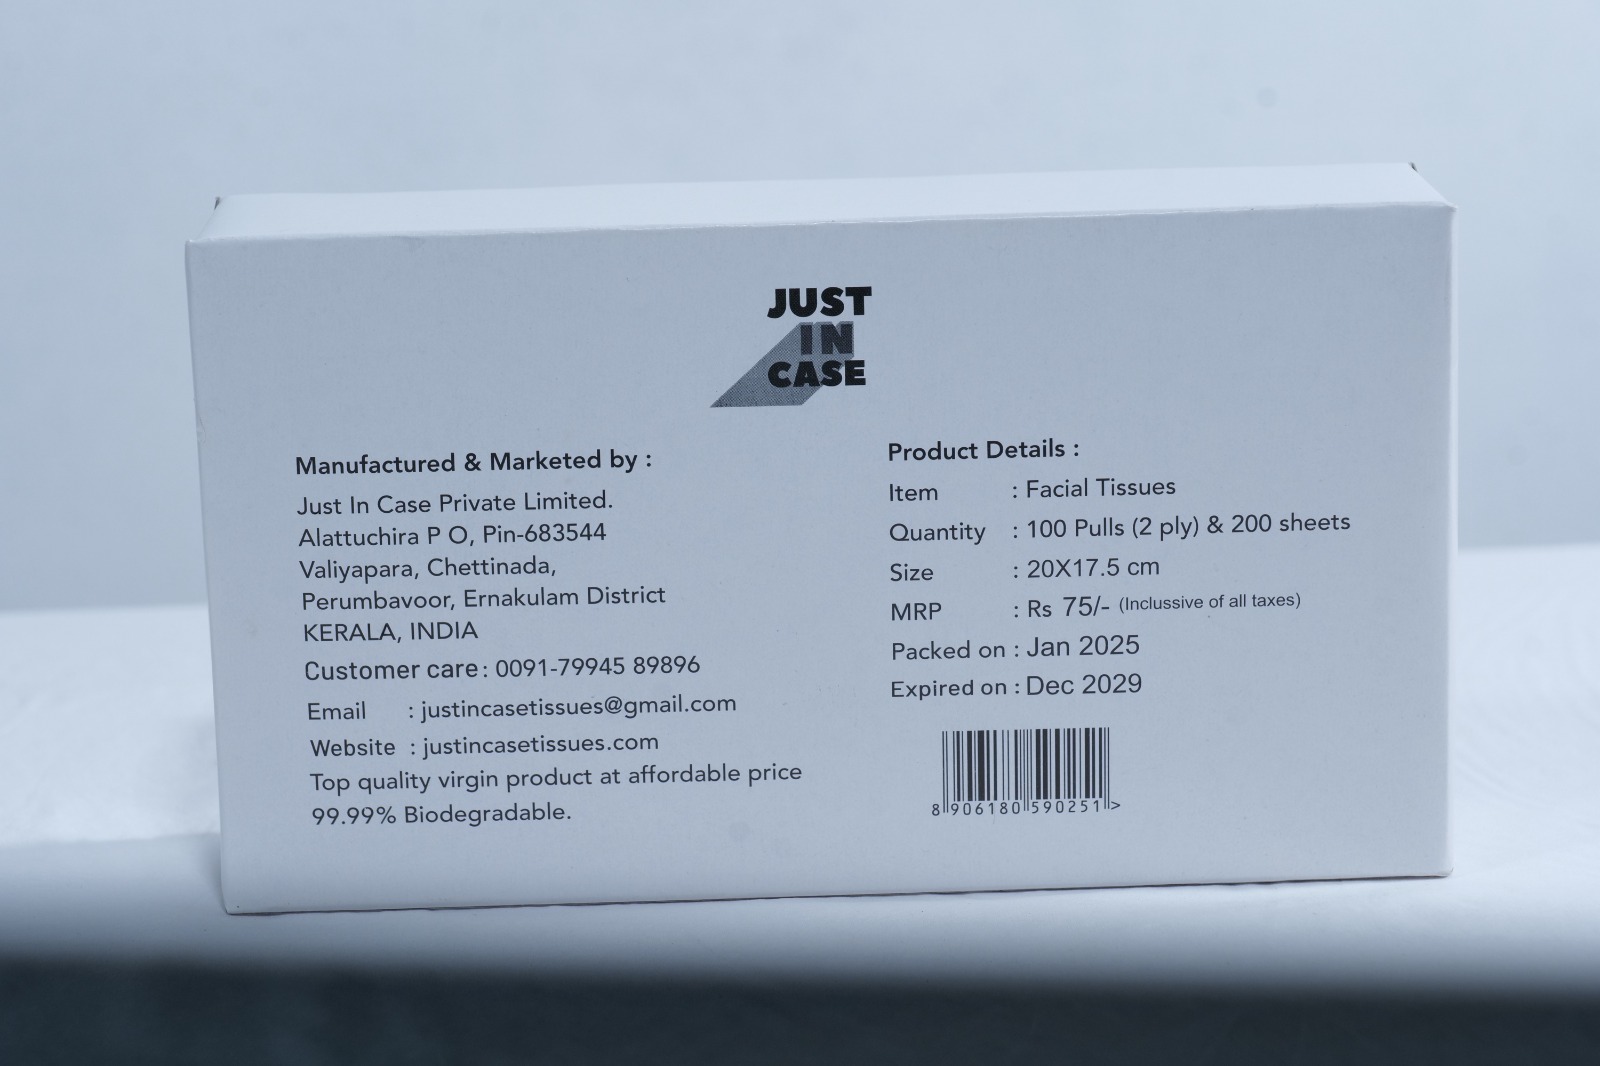 JUST
IN
CASE
Manufactured & Marketed by :
Just In Case Private Limited.
Alattuchira P O, Pin-683544
Valiyapara, Chettinada,
Perumbavoor, Ernakulam District
KERALA, INDIA
Customer care : 0091-79945 89896
Email : justincasetissues@gmail.com
Website : justincasetissues.com
Top quality virgin product at affordable price
99.99% Biodegradable.
Product Details :
Item : Facial Tissues
Quantity : 100 Pulls (2 ply) & 200 sheets
Size : 20X17.5 cm
MRP : Rs 75/- (Inclussive of all taxes)
Packed on : Jan 2025
Expired on : Dec 2029
8 906180 590251 >